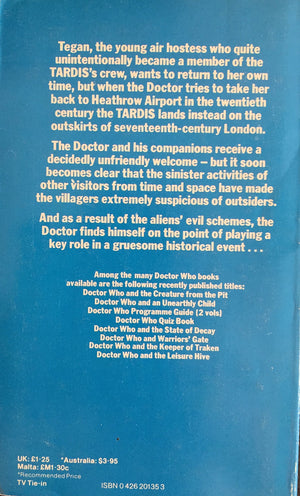 Tegan, the young air hostess who quite
unintentionally became a member of the
TARDIS's crew, wants to return to her own
time, but when the Doctor tries to take her
back to Heathrow Airport in the twentieth
century the TARDIS lands instead on the
outskirts of seventeenth-century London.
The Doctor and his companions receive a
decidedly unfriendly welcome – but it soon
becomes clear that the sinister activities of
other visitors from time and space have made
the villagers extremely suspicious of outsiders.
And as a result of the aliens' evil schemes, the
Doctor finds himself on the point of playing a
key role in a gruesome historical event . . .
Among the many Doctor Who books
available are the following recently published titles:
Doctor Who and the Creature from the Pit
Doctor Who and an Unearthly Child
Doctor Who Programme Guide (2 vols)
Doctor Who Quiz Book
Doctor Who and the State of Decay
Doctor Who and Warriors' Gate
Doctor Who and the Keeper of Traken
Doctor Who and the Leisure Hive
UK: £1·25 *Australia: $3·95
Malta: £M1·30c
*Recommended Price
TV Tie-in
ISBN 0 426 20135 3